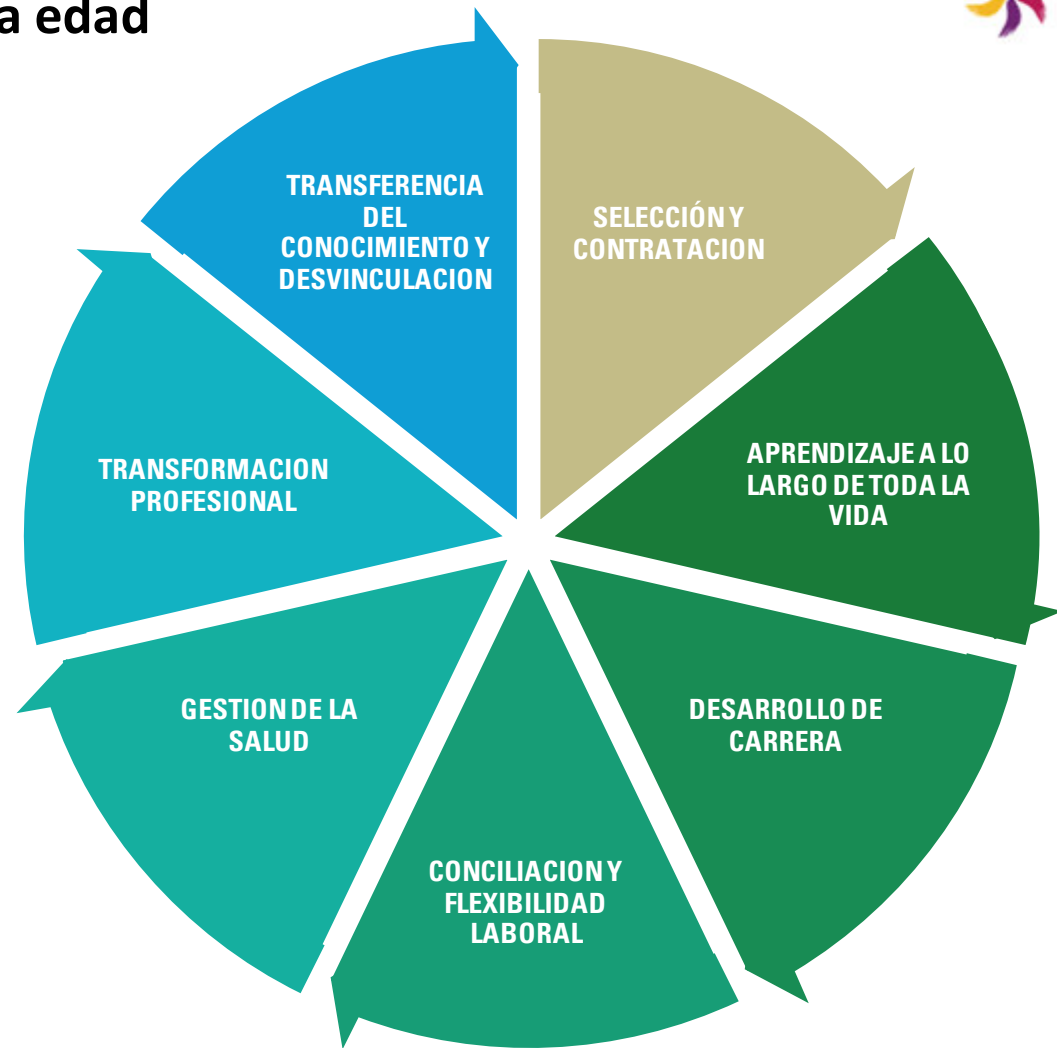 a edad
TRANSFERENCIA
DEL
CONOCIMIENTO Y
DESVINCULACION
SELECCIÓN Y
CONTRATACION
APRENDIZAJE A LO
LARGO DE TODA LA
VIDA
DESARROLLO DE
CARRERA
CONCILIACION Y
FLEXIBILIDAD
LABORAL
GESTION DE LA
SALUD
TRANSFORMACION
PROFESIONAL